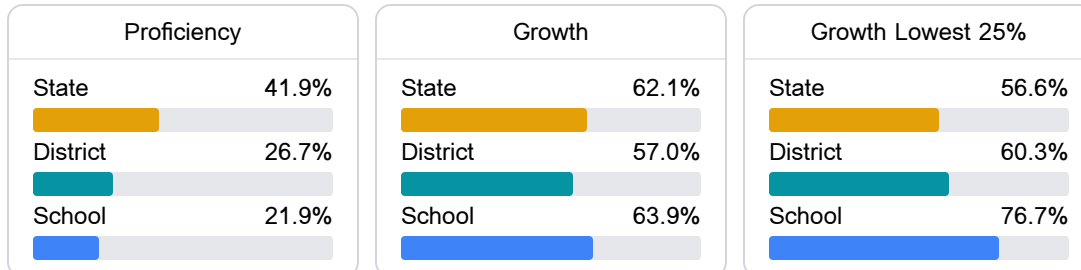 Proficiency
State 41.9%
District 26.7%
School 21.9%
Growth
State 62.1%
District 57.0%
School 63.9%
Growth Lowest 25%
State 56.6%
District 60.3%
School 76.7%